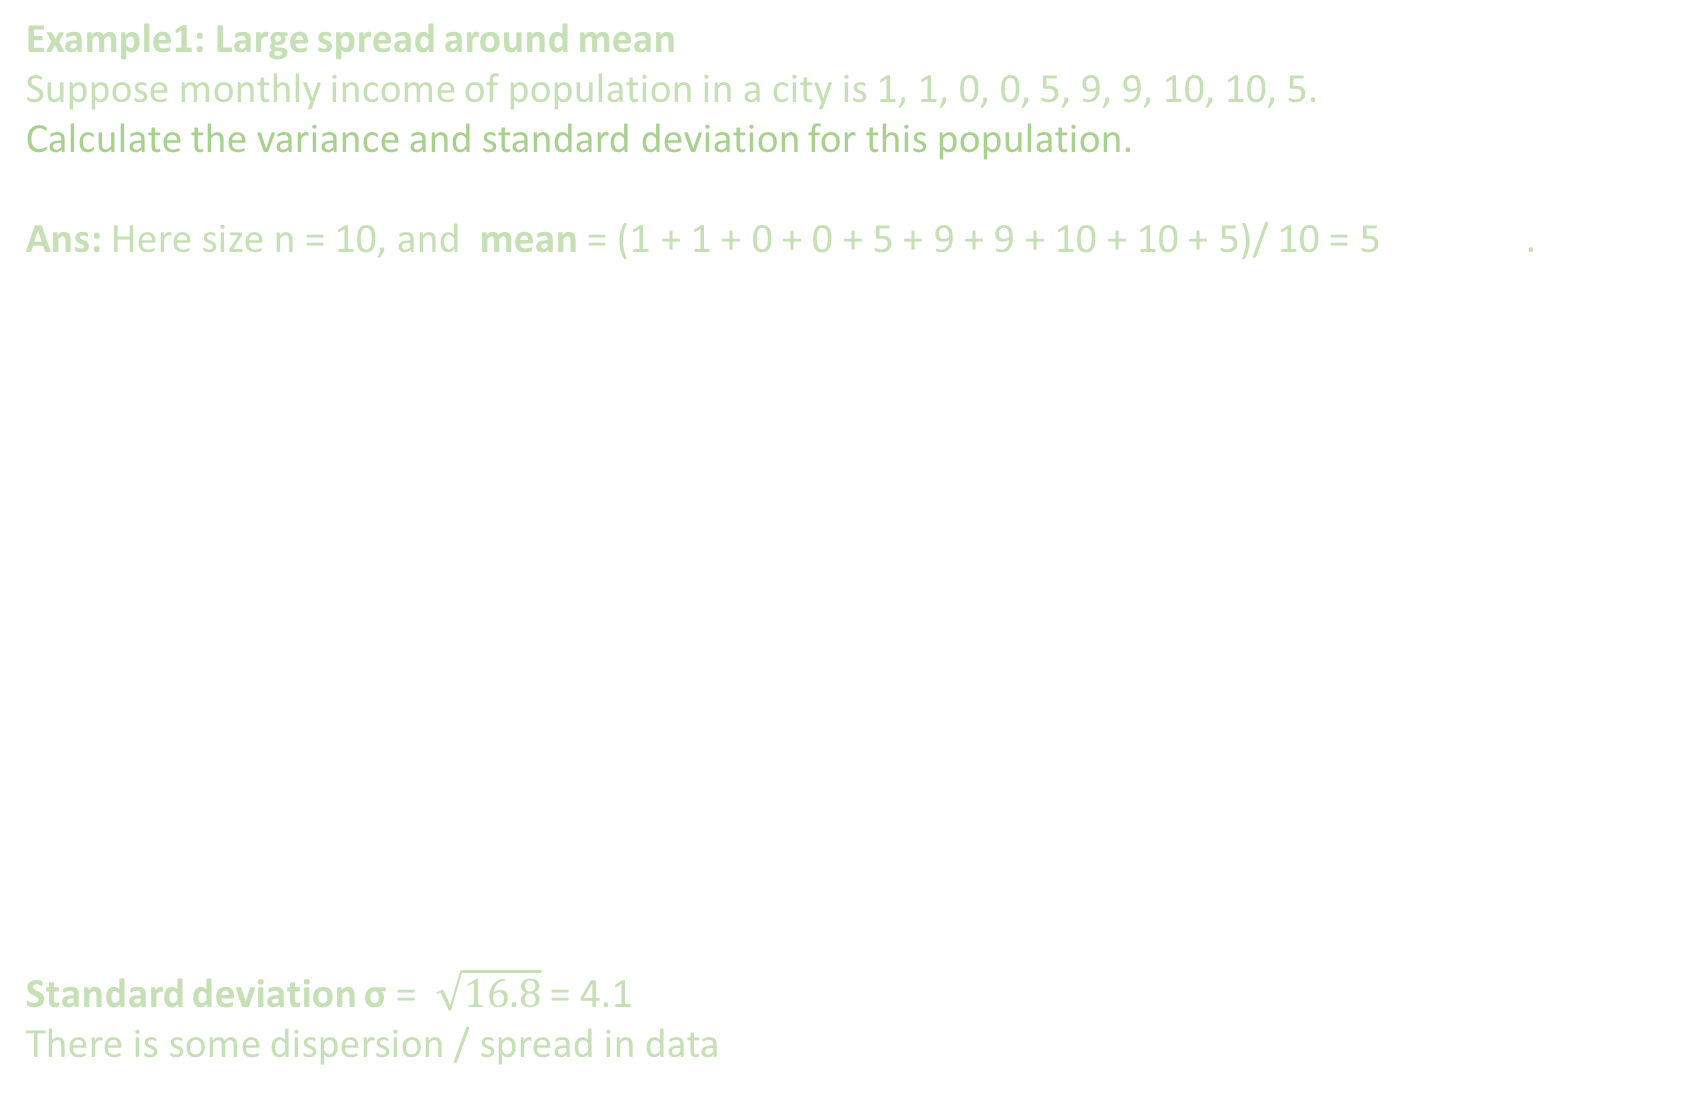 Example1: Large spread around mean
Suppose monthly income of population in a city is 1, 1, 0, 0, 5, 9, 9, 10, 10, 5.
Calculate the variance and standard deviation for this population.
Ans: Here size n = 10, and mean = (1 + 1 + 0 + 0 + 5 + 9 + 9 + 10 + 10 + 5)/ 10 = 5 .
Standard deviation σ = √16.8 = 4.1
There is some dispersion / spread in data